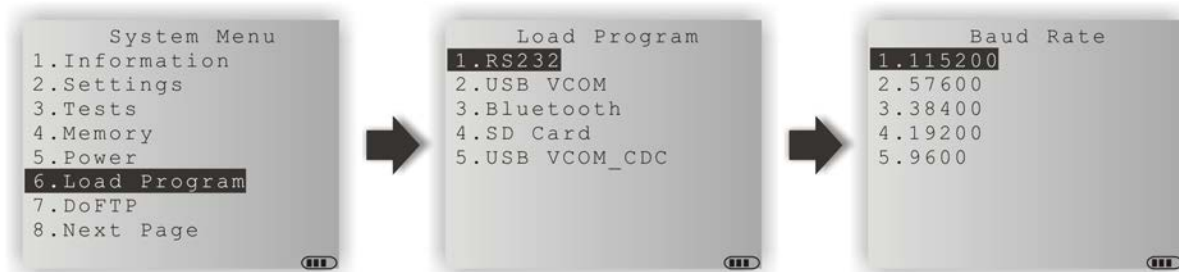 System Menu
1.Information
2.Settings
3.Tests
4.Memory
5.Power
6.Load Program
7.DoFTP
8.Next Page
Load Program
1.RS232
2.USB VCOM
3.Bluetooth
4.SD Card
5.USB VCOM_CDC
Baud Rate
1.115200
2.57600
3.38400
4.19200
5.9600